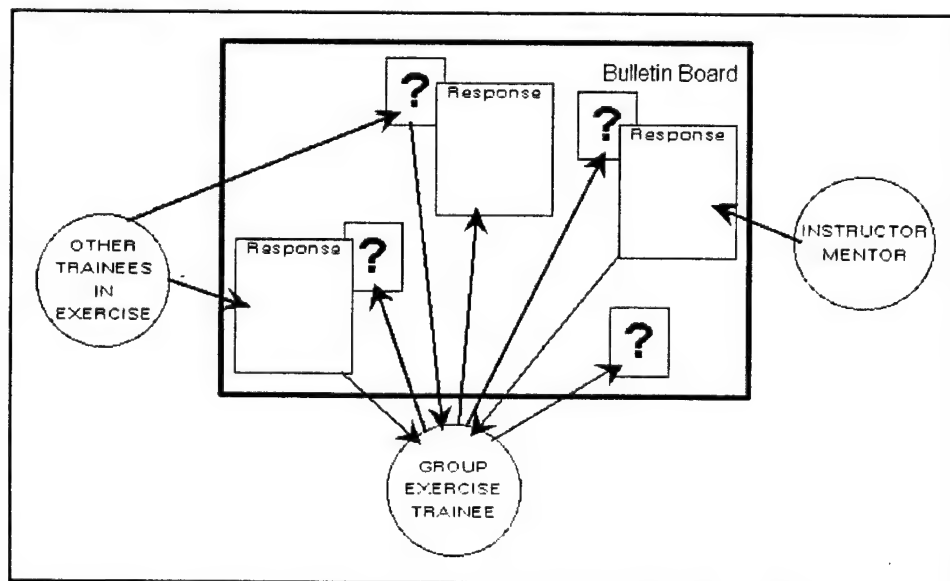 Bulletin Board
?
Response
?
Response
OTHER
TRAINEES
IN
EXERCISE
Response
?
INSTRUCTOR
MENTOR
?
GROUP
EXERCISE
TRAINEE